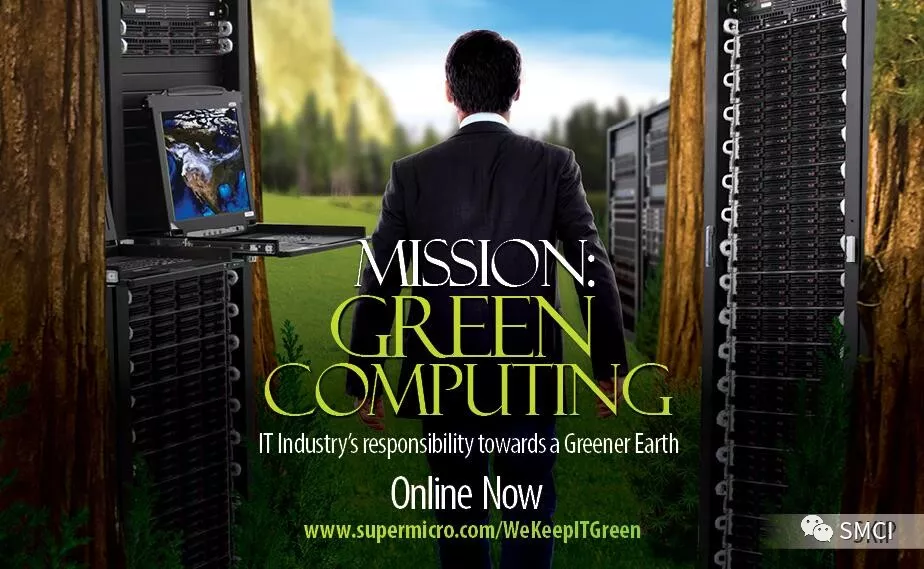 MISSION:
GREEN
COMPUTING
IT Industry's responsibility towards a Greener Earth
Online Now
www.supermicro.com/WeKeepITGreen
SMCI